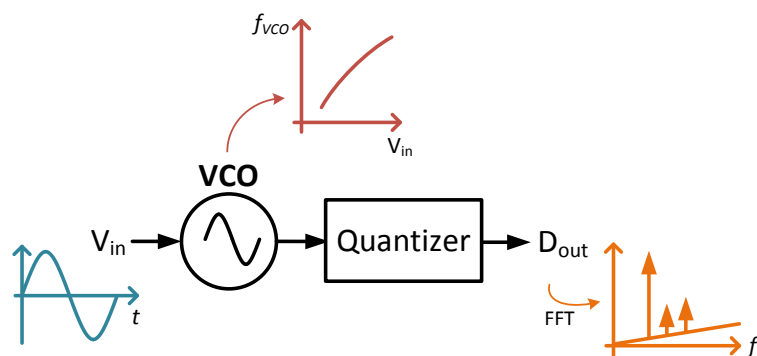 fVCO
Vin
VCO
Vin
Quantizer
Dout
t
FFT
f